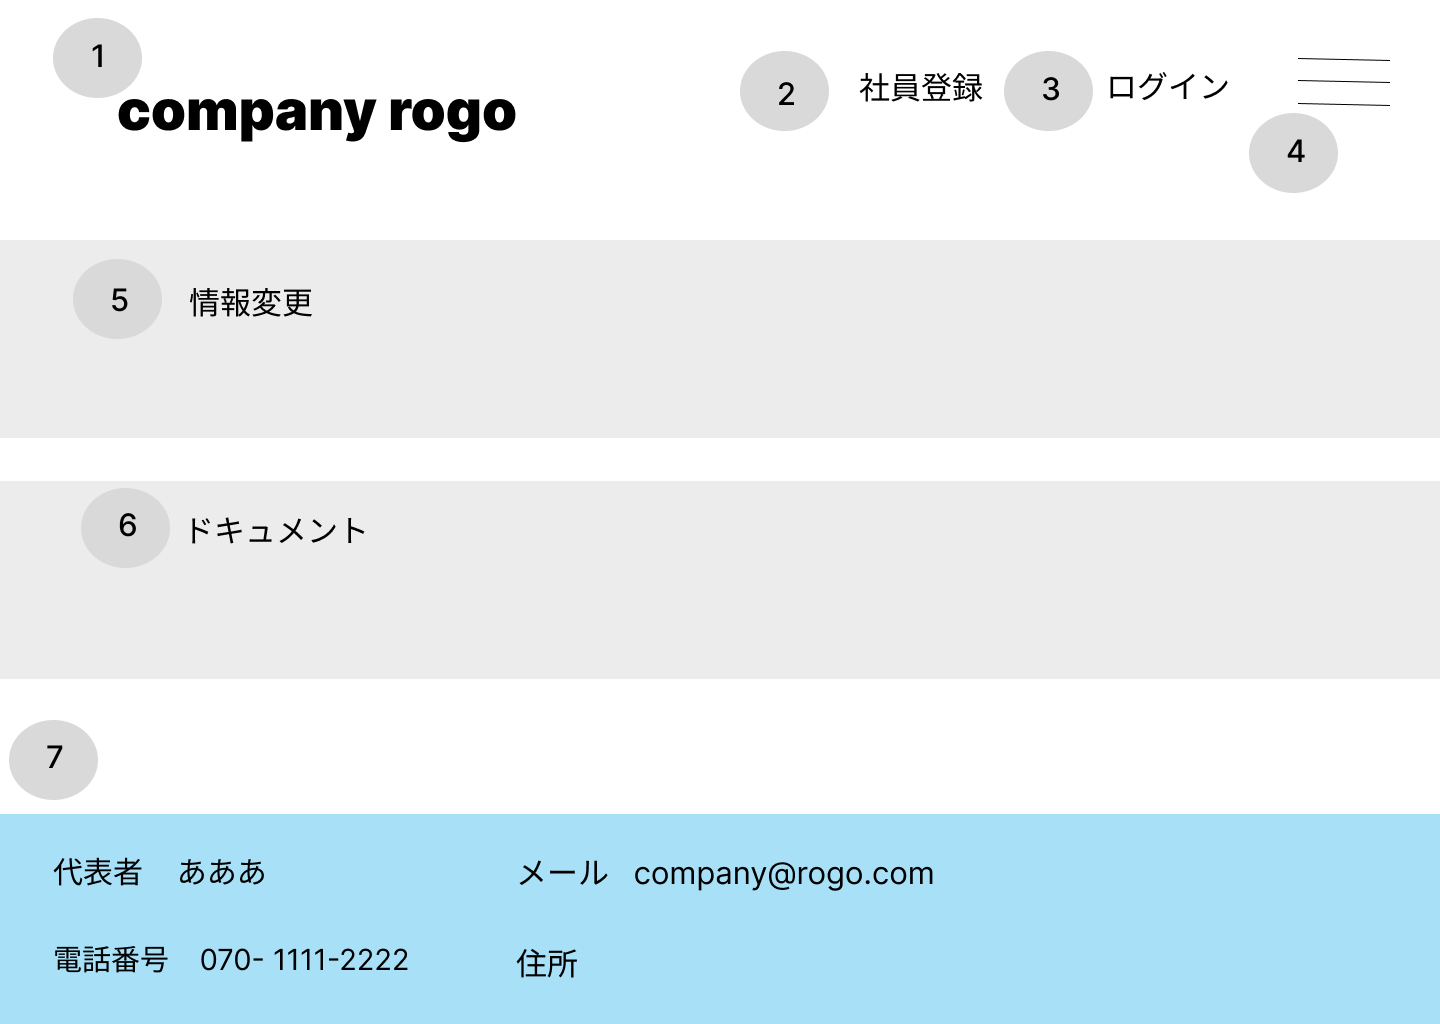 1
company rogo
2 社員登録 3 ログイン
4
5 情報変更
6 ドキュメント
7
代表者 あああ メール company@rogo.com
電話番号 070- 1111-2222 住所